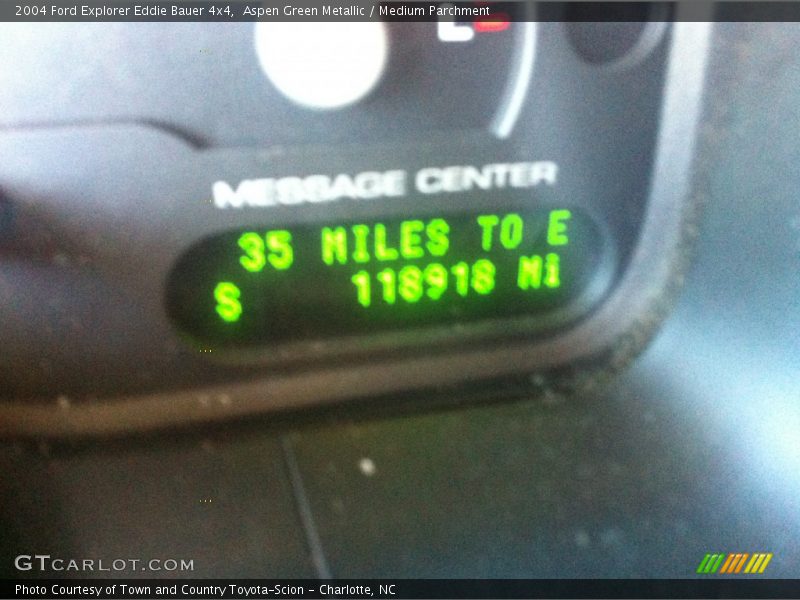 2004 Ford Explorer Eddie Bauer 4x4, Aspen Green Metallic / Medium Parchment
L
MESSAGE CENTER
35 MILES TO E
S 118918 Mi
GTCARLOT.COM
Photo Courtesy of Town and Country Toyota-Scion - Charlotte, NC